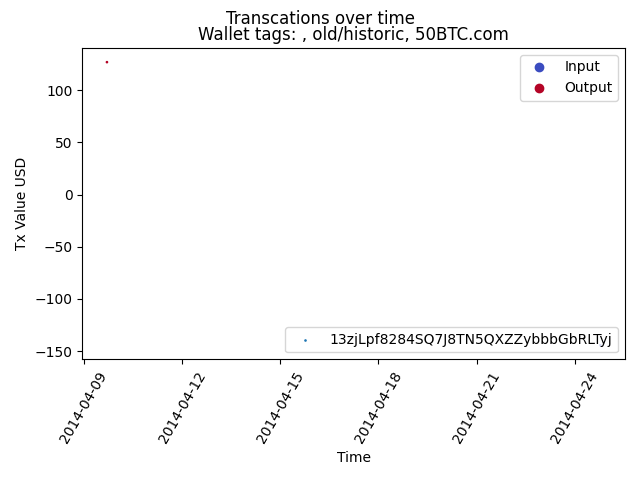 Transcations over time
Wallet tags: , old/historic, 50BTC.com
Input
Output
100
50
0
−50
−100
−150
Tx Value USD
13zjLpf8284SQ7J8TN5QXZZybbbGbRLTyj
2014-04-09
2014-04-12
2014-04-15
2014-04-18
2014-04-21
2014-04-24
Time